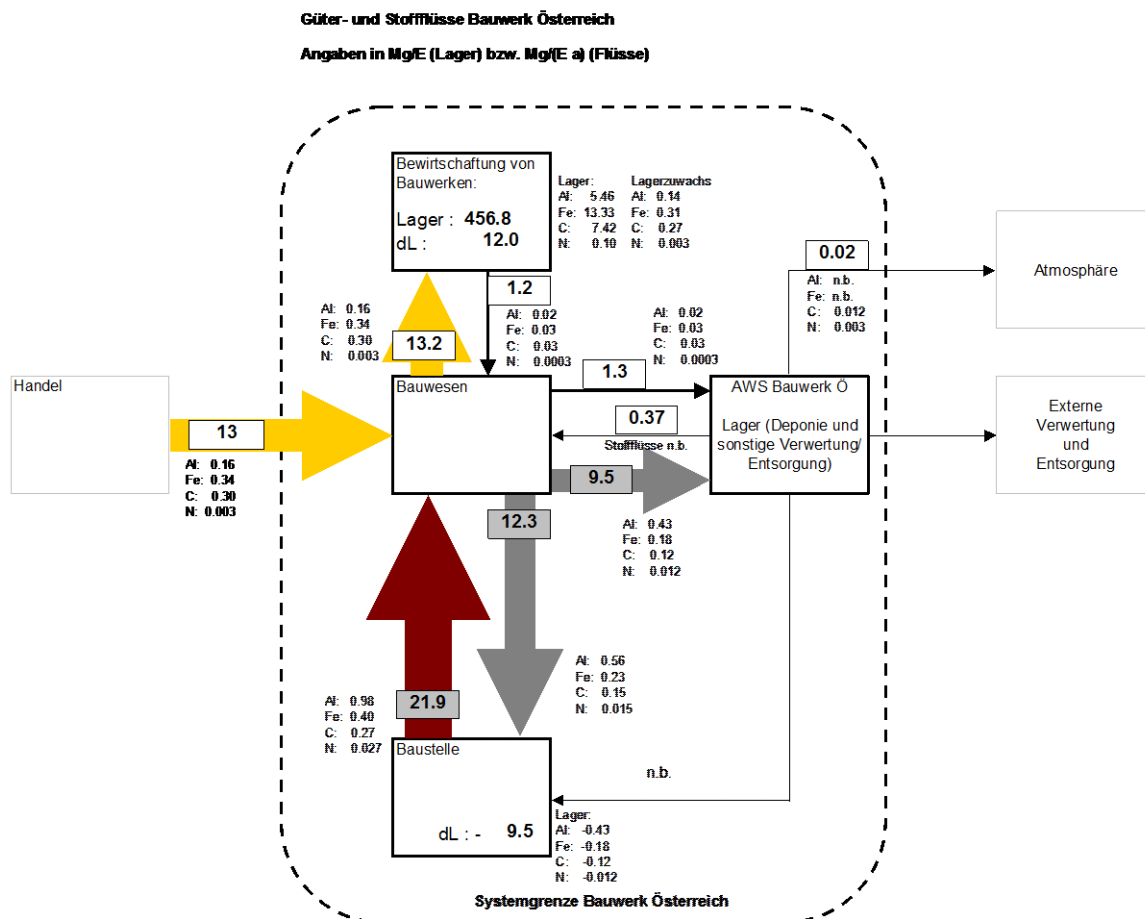 Güter- und Stoffflüsse Bauwerk Österreich
Angaben in Mg/E (Lager) bzw. Mg/(E a) (Flüsse)
Bewirtschaftung von
Bauwerken:
Lager : 456.8
dL : 12.0
Lager: Lagerzuwachs
Al: 5.46 Al: 0.14
Fe: 13.33 Fe: 0.31
C: 7.42 C: 0.27
N: 0.10 N: 0.003
0.02
Al: n.b.
Fe: n.b.
C: 0.012
N: 0.003
Atmosphäre
1.2
Al: 0.02
Fe: 0.03
C: 0.03
N: 0.0003
Al: 0.16
Fe: 0.34
C: 0.30
N: 0.003
13.2
Al: 0.02
Fe: 0.03
C: 0.03
N: 0.0003
1.3
Handel
13
Al: 0.16
Fe: 0.34
C: 0.30
N: 0.003
Bauwesen
0.37
Stoffflüsse n.b.
AWS Bauwerk Ö
Lager (Deponie und
sonstige Verwertung/
Entsorgung)
Externe
Verwertung
und
Entsorgung
9.5
Al: 0.43
Fe: 0.18
C: 0.12
N: 0.012
12.3
Al: 0.56
Fe: 0.23
C: 0.15
N: 0.015
21.9
Al: 0.98
Fe: 0.40
C: 0.27
N: 0.027
Baustelle
dL : - 9.5
n.b.
Lager:
Al: -0.43
Fe: -0.18
C: -0.12
N: -0.012
Systemgrenze Bauwerk Österreich